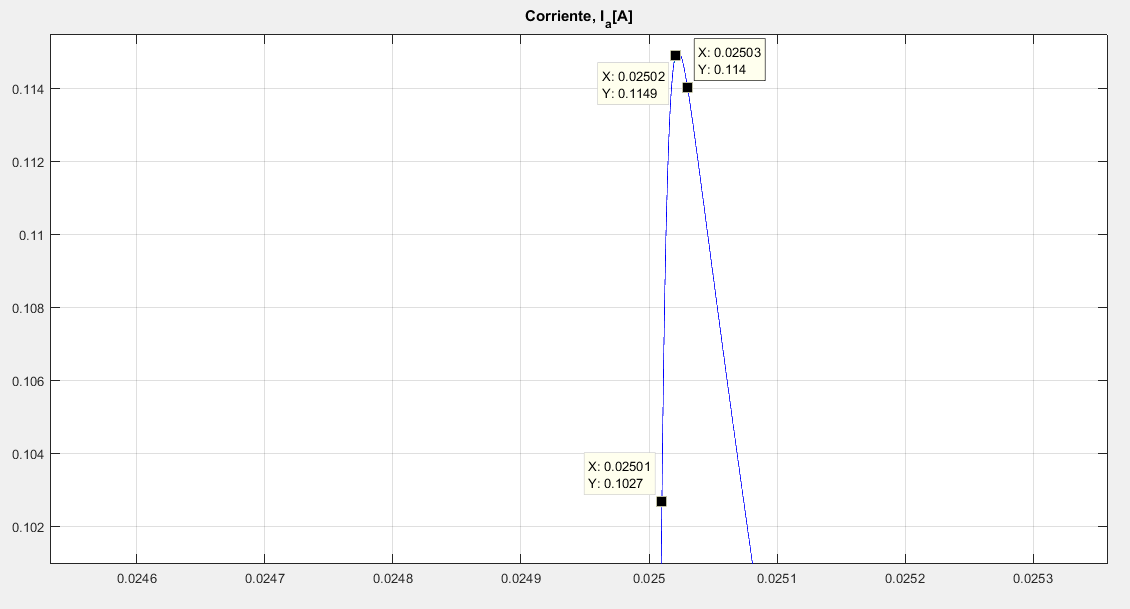 Corriente, Ia[A]
X: 0.02503
Y: 0.114
X: 0.02502
Y: 0.1149
X: 0.02501
Y: 0.1027
0.114
0.112
0.11
0.108
0.106
0.104
0.102
0.0246
0.0247
0.0248
0.0249
0.025
0.0251
0.0252
0.0253